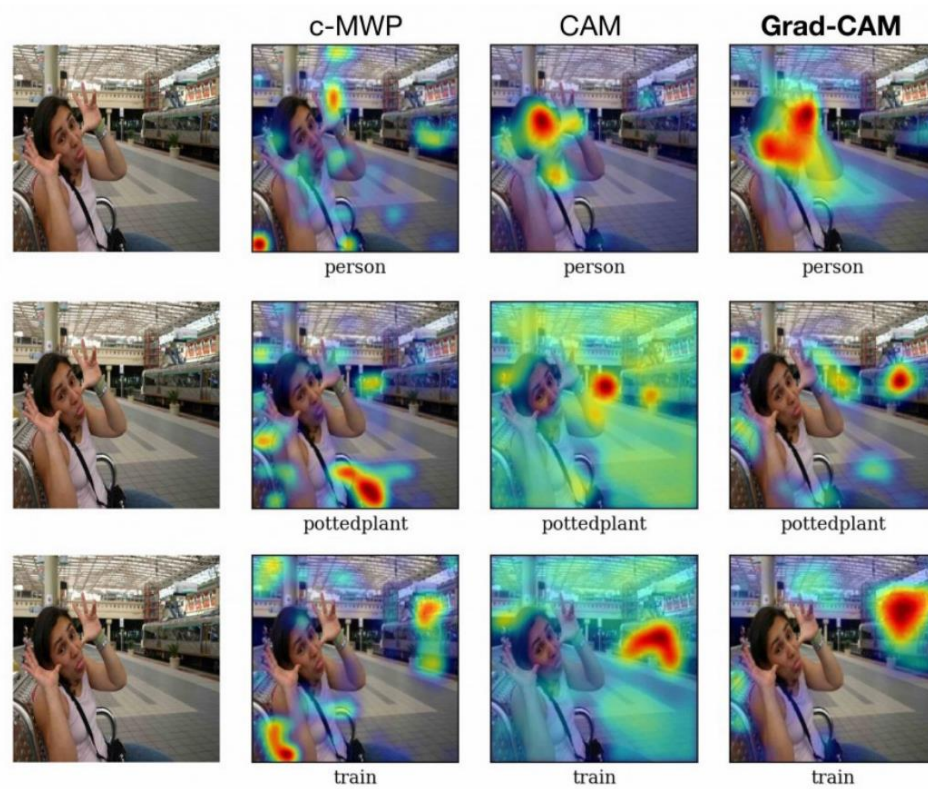 c-MWP CAM Grad-CAM
person person person
pottedplant pottedplant pottedplant
train train train